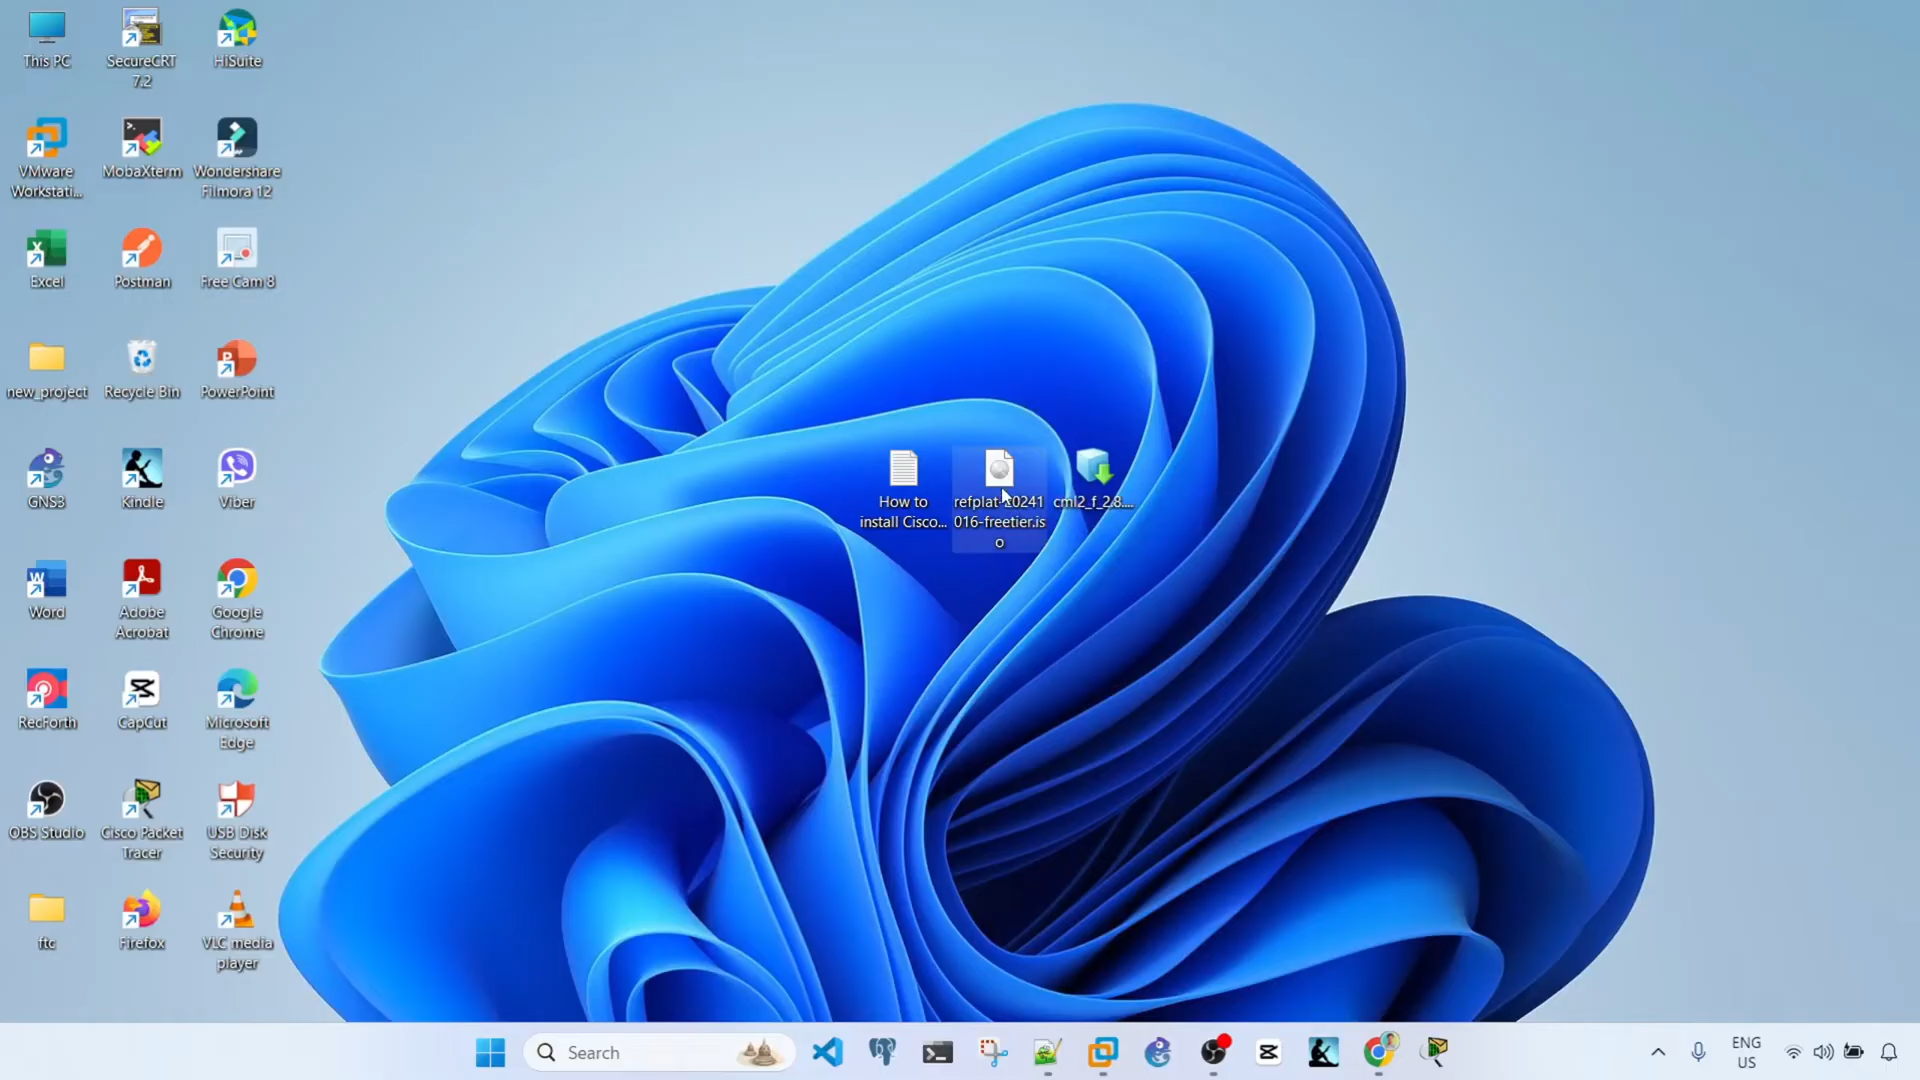 This PC
SecureCRT
7.2
HiSuite
VMware
Workstati...
MobaXterm
Wondershare
Filmora 12
Excel
Postman
Free Cam 8
new_project
Recycle Bin
PowerPoint
GNS3
Kindle
Viber
How to
install Cisco...
refplat-20241
016-freetier.is
o
cml2_f_2.8....
Word
Adobe
Acrobat
Google
Chrome
RecForth
CapCut
Microsoft
Edge
OBS Studio
Cisco Packet
Tracer
USB Disk
Security
ftc
Firefox
VLC media
player
Search
ENG
US